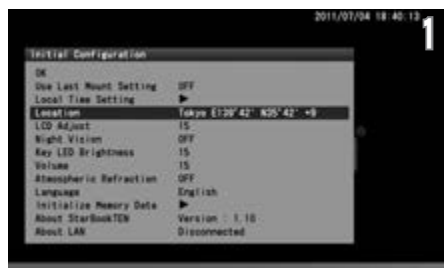 2011/07/04 18:40:13
1
Initial Configuration
OK
Use Last Mount Setting OFF
Local Time Setting ▶
Location Tokyo E139°42' N35°42' +9
LCD Adjust 15
Night Vision OFF
Key LED Brightness 15
Volume 15
Atmospheric Refraction OFF
Language English
Initialize Memory Data ▶
About StarBookTEN Version : 1.10
About LAN Disconnected